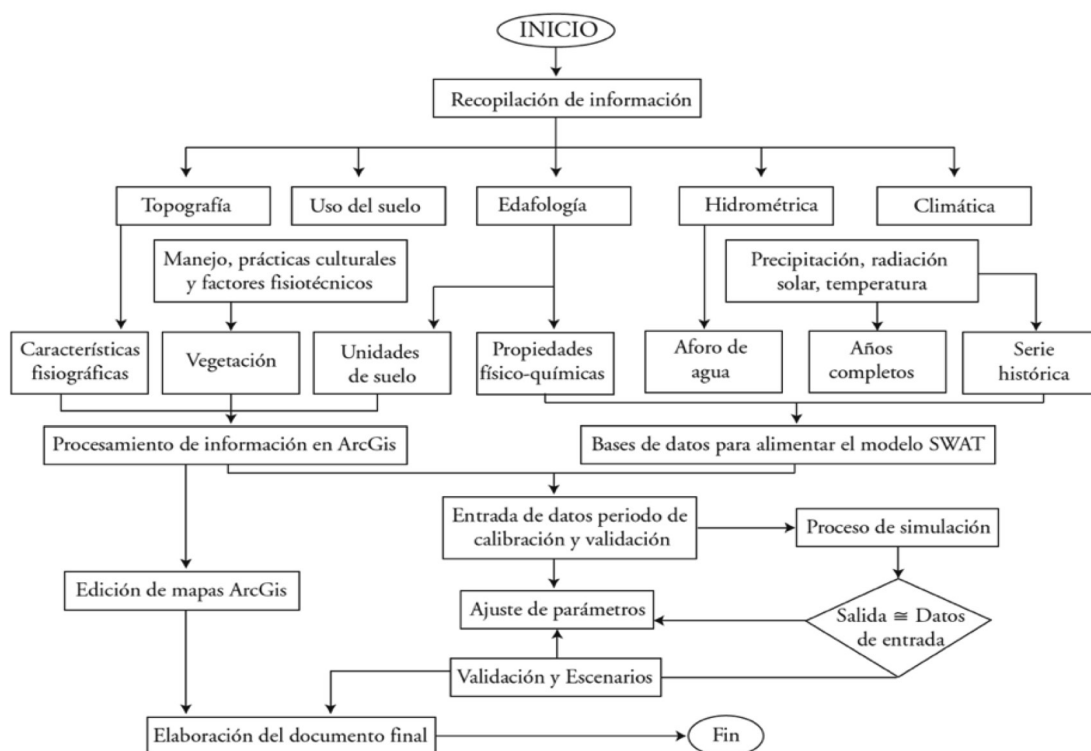 INICIO
Recopilación de información
Topografía
Uso del suelo
Edafología
Hidrométrica
Climática
Manejo, prácticas culturales
y factores fisiotécnicos
Precipitación, radiación
solar, temperatura
Características
fisiográficas
Vegetación
Unidades
de suelo
Propiedades
físico-químicas
Aforo de
agua
Años
completos
Serie
histórica
Procesamiento de información en ArcGis
Bases de datos para alimentar el modelo SWAT
Entrada de datos periodo de
calibración y validación
Proceso de simulación
Edición de mapas ArcGis
Ajuste de parámetros
Salida ≅ Datos
de entrada
Validación y Escenarios
Elaboración del documento final
Fin